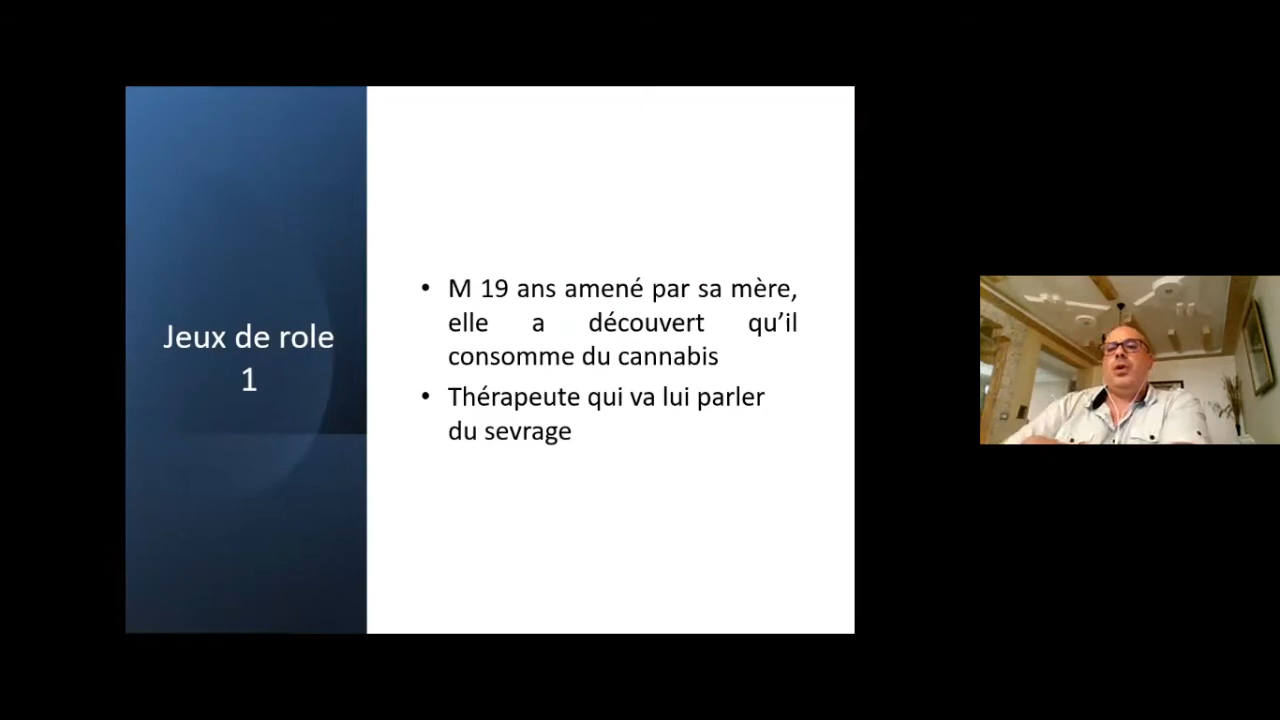 Jeux de role
1
• M 19 ans amené par sa mère,
elle a découvert qu’il
consomme du cannabis
• Thérapeute qui va lui parler
du sevrage